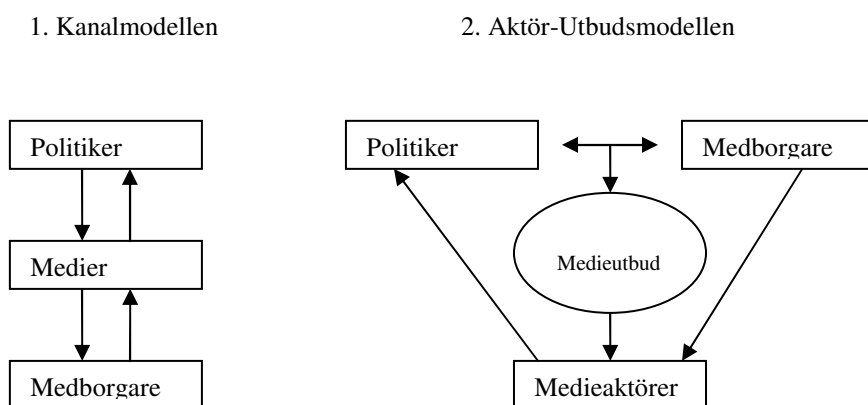 1. Kanalmodellen
2. Aktör-Utbudsmodellen
Politiker
Medier
Medborgare
Politiker
Medborgare
Medieutbud
Medieaktörer